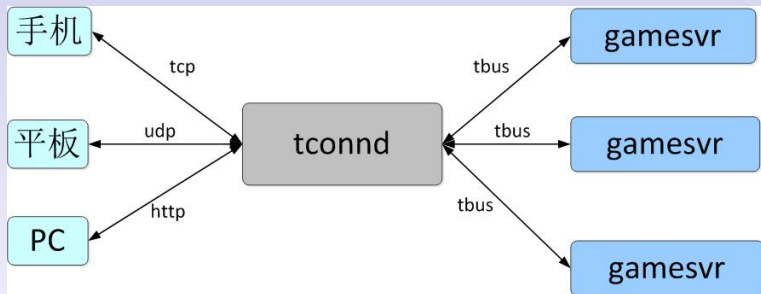 手机
tcp
tbus
gamesvr
平板
udp
tconnd
tbus
gamesvr
PC
http
tbus
gamesvr